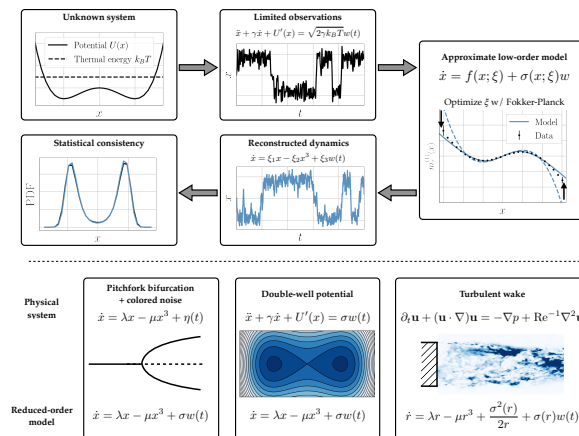 Unknown system
Potential U(x)
Thermal energy k_BT
x
Limited observations
ẍ + γẋ + U′(x) = √(2γk_BT)w(t)
x
t
Approximate low-order model
ẋ = f(x; ξ) + σ(x; ξ)w
Optimize ξ w/ Fokker-Planck
Model
Data
x
Statistical consistency
PDF
x
Reconstructed dynamics
ẋ = ξ₁x − ξ₂x³ + ξ₃w(t)
x
t
Physical
system
Pitchfork bifurcation
+ colored noise
ẋ = λx − μx³ + η(t)
Double-well potential
ẍ + γẋ + U′(x) = σw(t)
Turbulent wake
∂ₜu + (u · ∇)u = −∇p + Re⁻¹∇²u
Reduced-order
model
ẋ = λx − μx³ + σw(t)
ẋ = λx − μx³ + σw(t)
ṙ = λr − μr³ + σ²(r)/2r + σ(r)w(t)